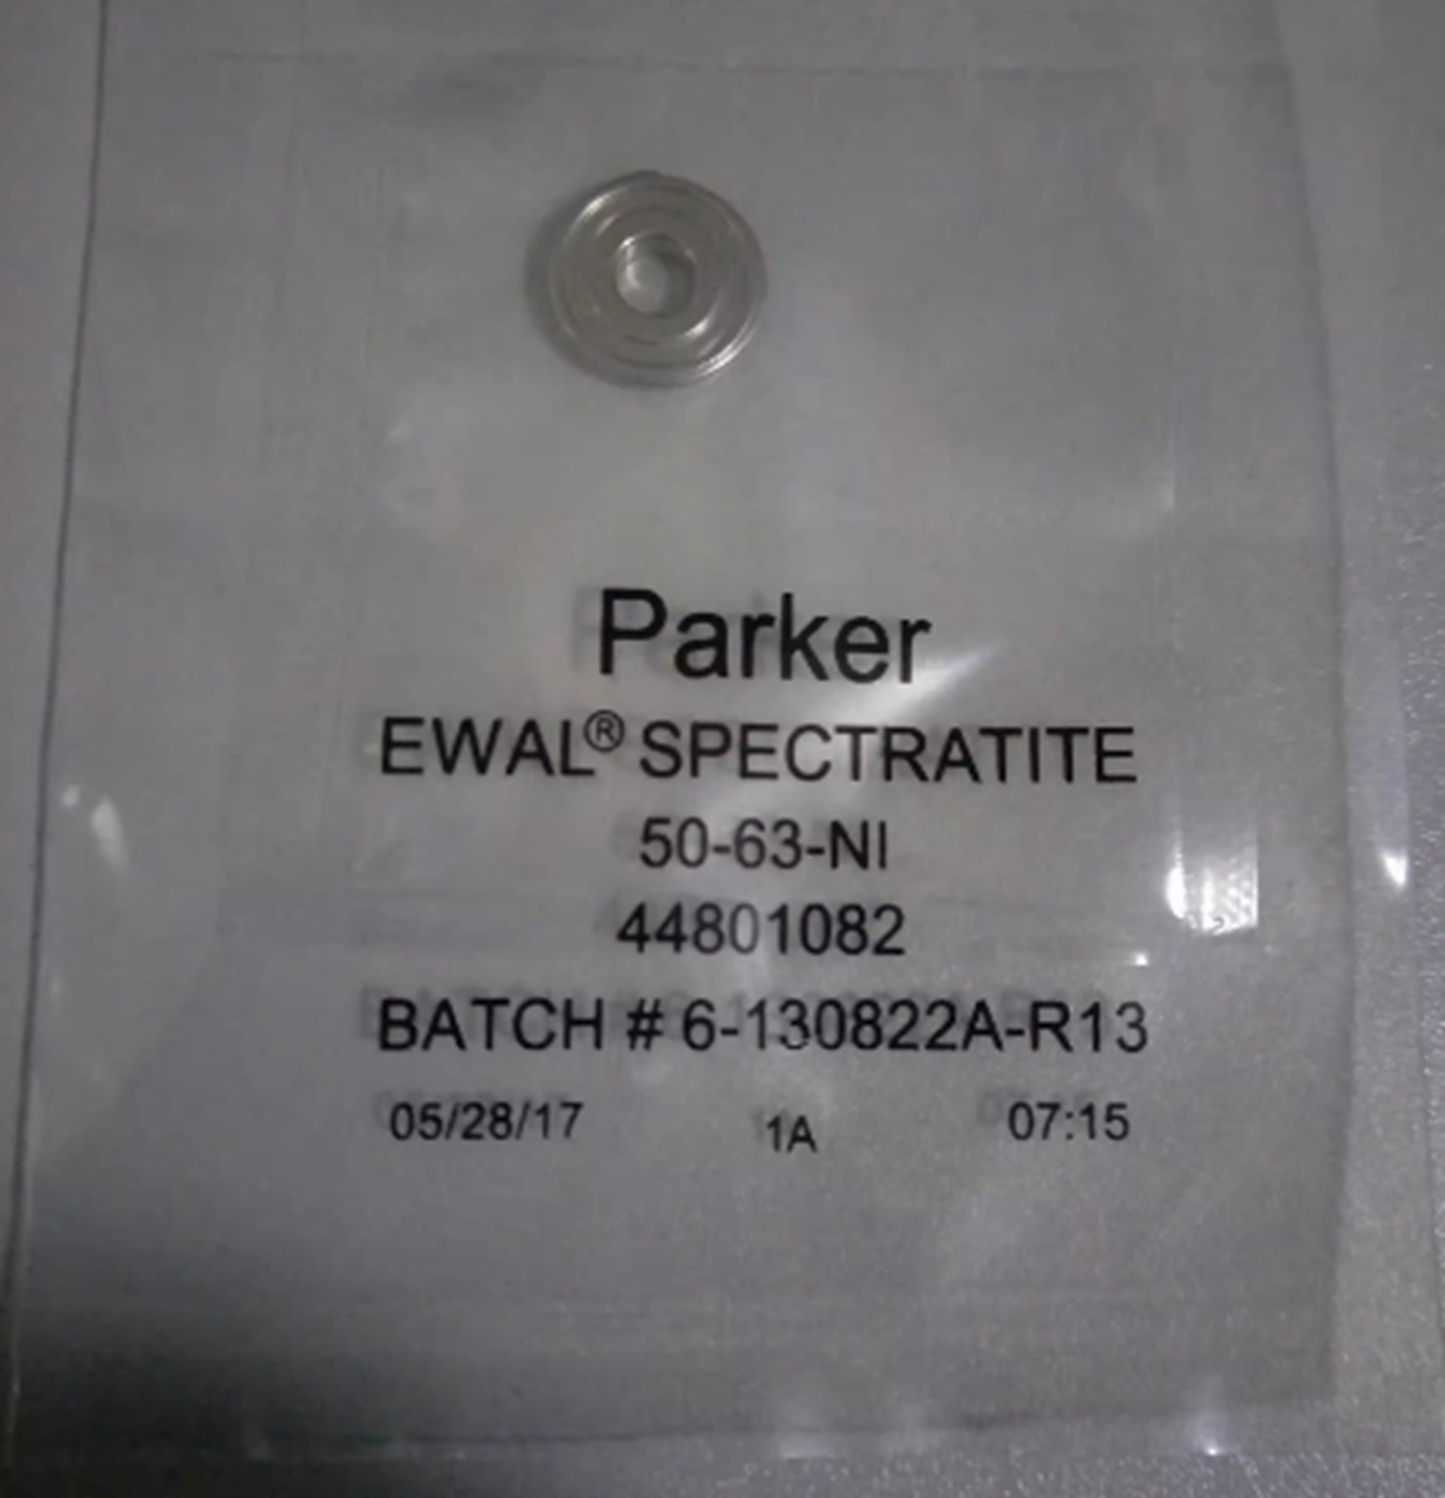 Parker
EWAL® SPECTRATITE
50-63-NI
44801082
BATCH # 6-130822A-R13
05/28/17 1A 07:15